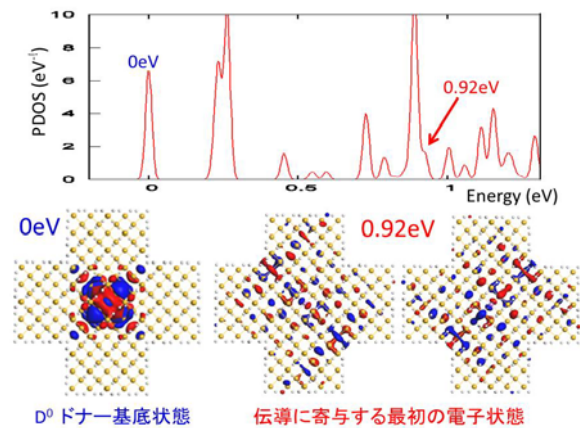 10
8
6
4
2
0
PDOS (eV⁻¹)
0eV
0.92eV
0
0.5
1
Energy (eV)
0eV
0.92eV
D⁰ ドナー基底状態
伝導に寄与する最初の電子状態